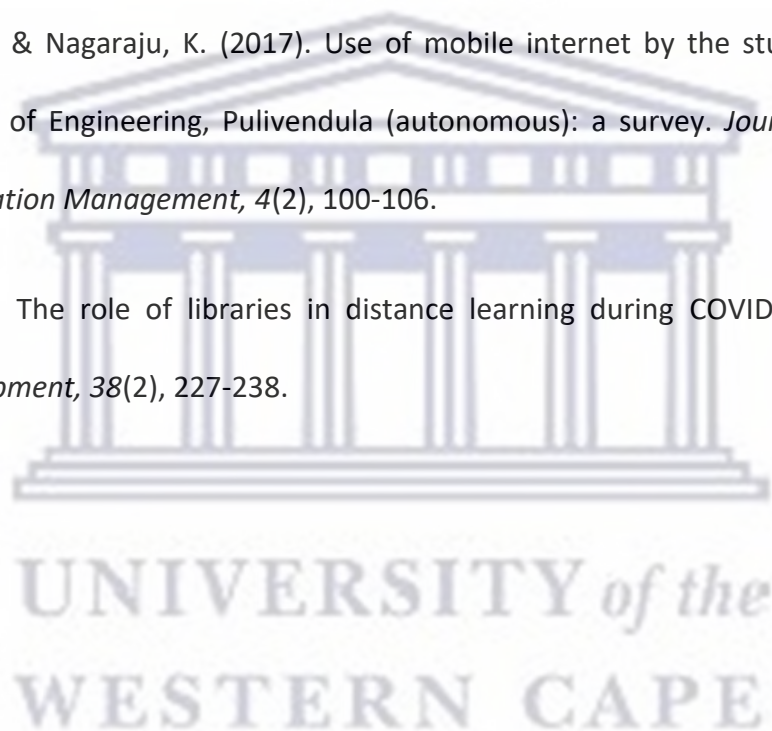 & Nagaraju, K. (2017). Use of mobile internet by the stu
of Engineering, Pulivendula (autonomous): a survey. Jour
ation Management, 4(2), 100-106.
The role of libraries in distance learning during COVID
pment, 38(2), 227-238.
UNIVERSITY of the
WESTERN CAPE